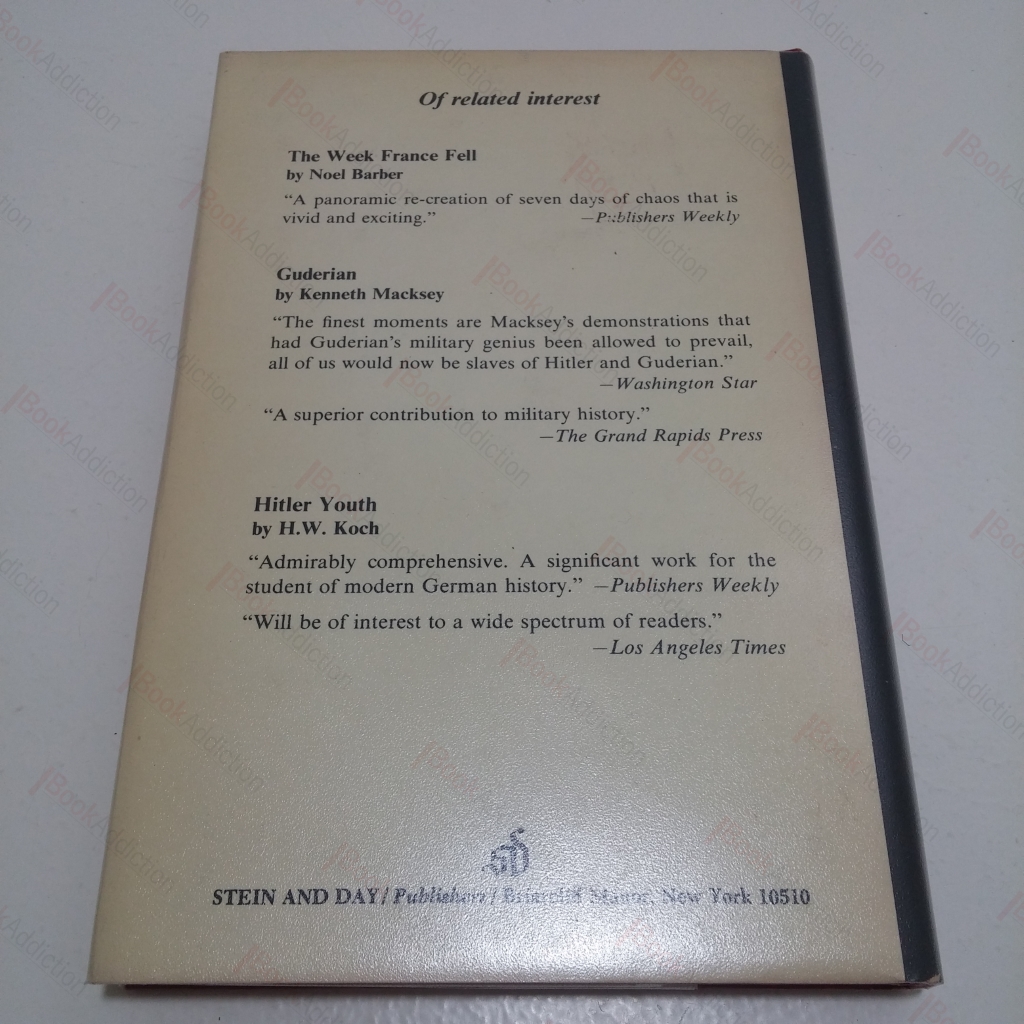 Of related interest
The Week France Fell
by Noel Barber
“A panoramic re-creation of seven days of chaos that is
vivid and exciting.” —Publishers Weekly
Guderian
by Kenneth Macksey
“The finest moments are Macksey’s demonstrations that
had Guderian’s military genius been allowed to prevail,
all of us would now be slaves of Hitler and Guderian.”
—Washington Star
“A superior contribution to military history.”
—The Grand Rapids Press
Hitler Youth
by H.W. Koch
“Admirably comprehensive. A significant work for the
student of modern German history.” —Publishers Weekly
“Will be of interest to a wide spectrum of readers.”
—Los Angeles Times
STEIN AND DAY/Publishers/Briarcliff Manor, New York 10510
BookAddiction